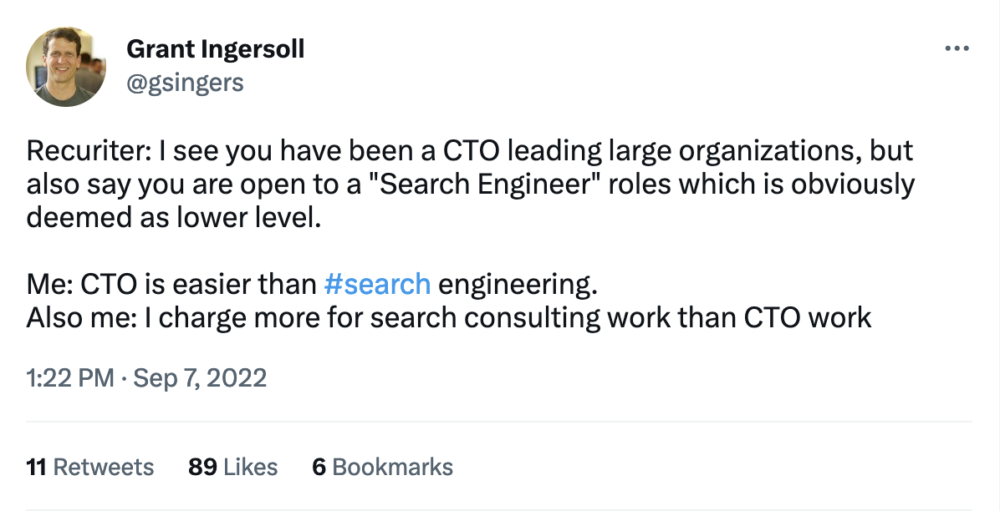 Grant Ingersoll
@gsingers
Recuriter: I see you have been a CTO leading large organizations, but
also say you are open to a "Search Engineer" roles which is obviously
deemed as lower level.
Me: CTO is easier than #search engineering.
Also me: I charge more for search consulting work than CTO work
1:22 PM · Sep 7, 2022
11 Retweets 89 Likes 6 Bookmarks